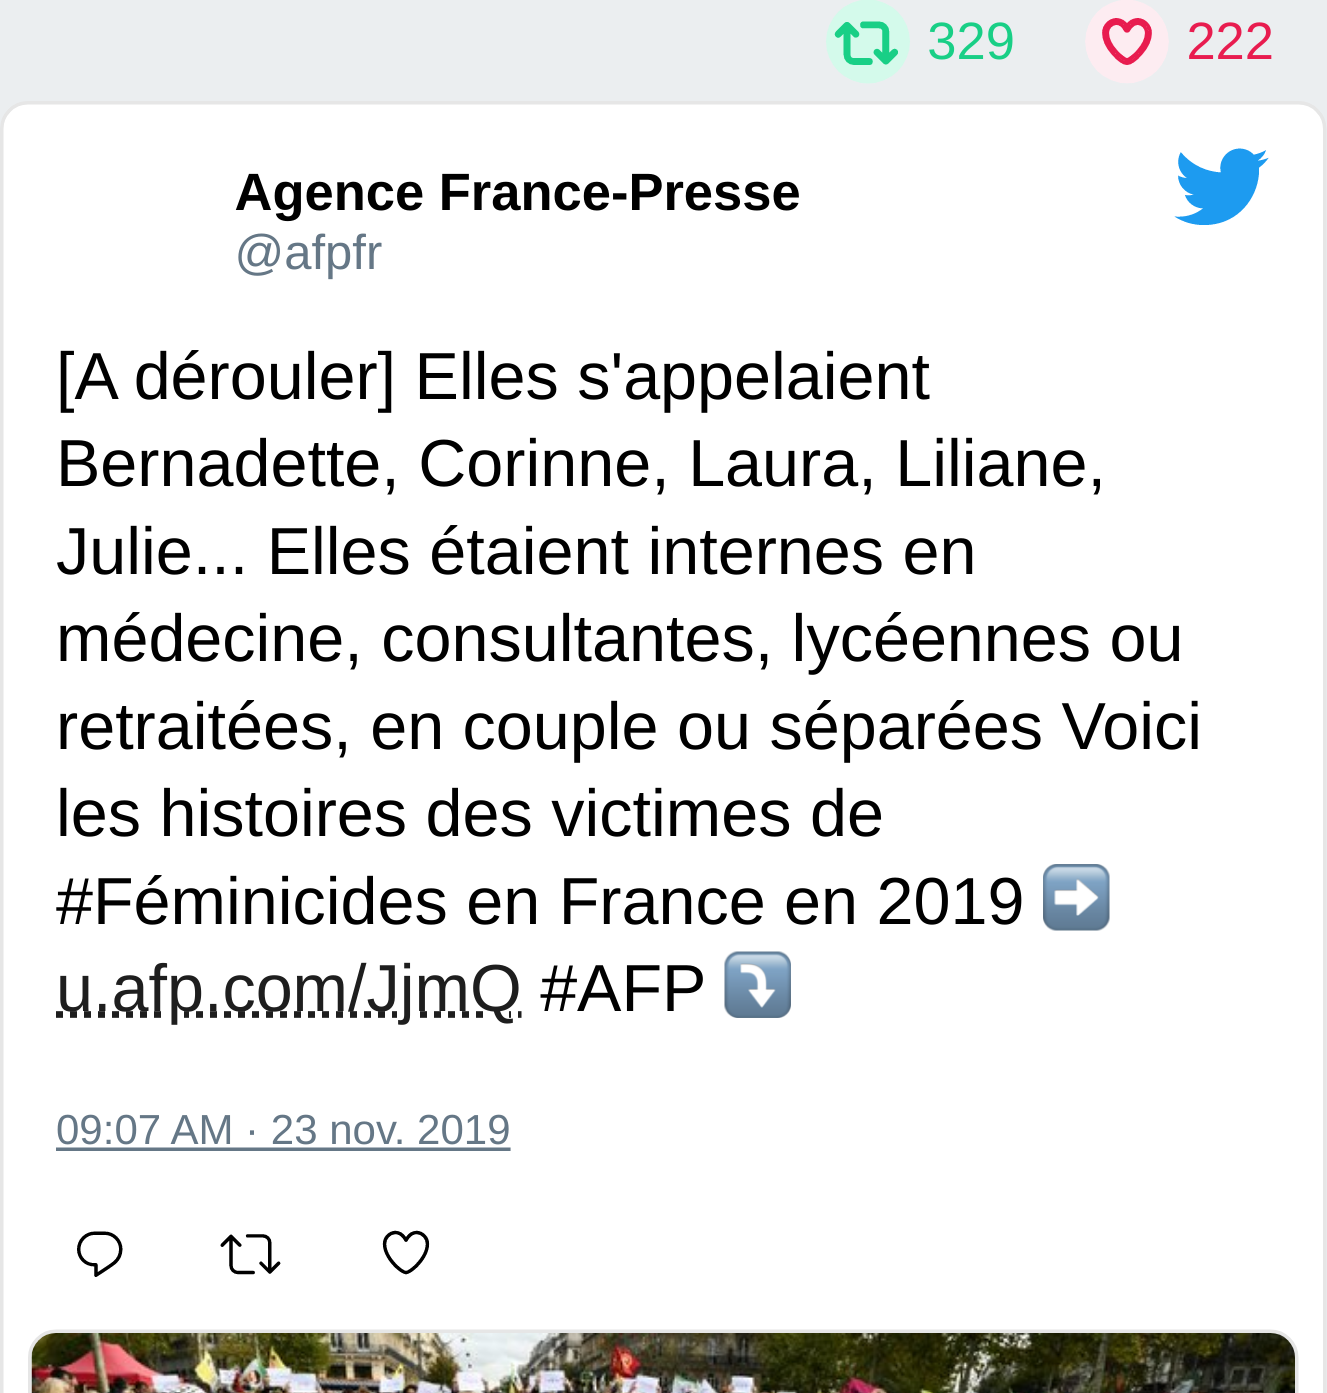 329 222
Agence France-Presse
@afpfr
[A dérouler] Elles s'appelaient
Bernadette, Corinne, Laura, Liliane,
Julie... Elles étaient internes en
médecine, consultantes, lycéennes ou
retraitées, en couple ou séparées Voici
les histoires des victimes de
#Féminicides en France en 2019 ➡️
u.afp.com/JjmQ #AFP ⤵️
09:07 AM · 23 nov. 2019